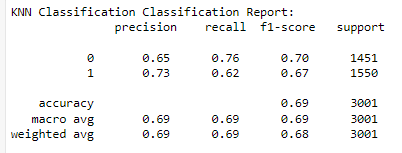 KNN Classification Classification Report:
precision recall f1-score support
0 0.65 0.76 0.70 1451
1 0.73 0.62 0.67 1550
accuracy 0.69 3001
macro avg 0.69 0.69 0.69 3001
weighted avg 0.69 0.69 0.68 3001